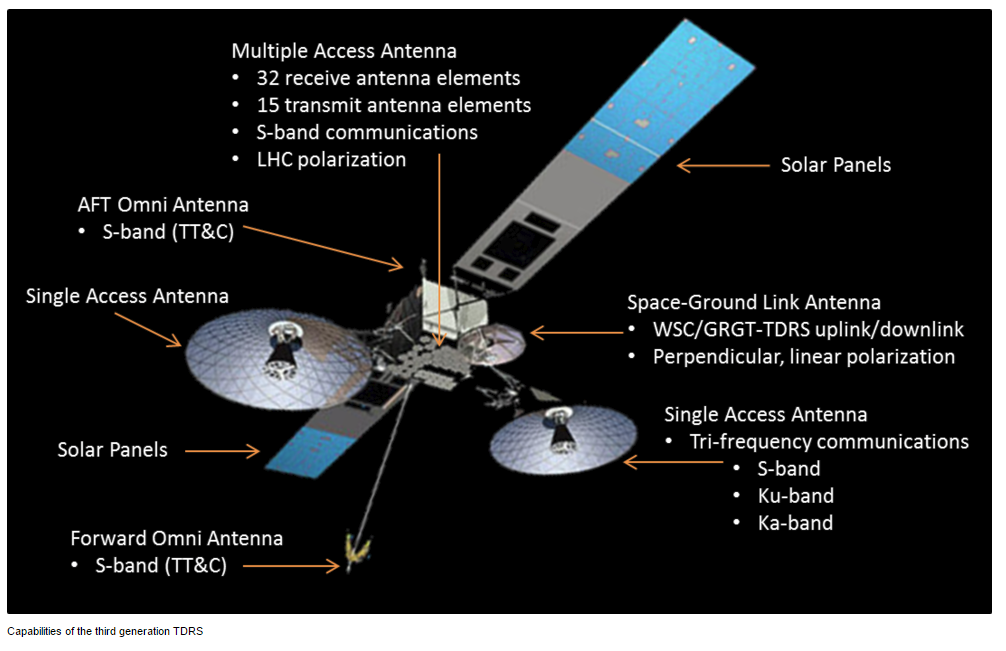 Multiple Access Antenna
• 32 receive antenna elements
• 15 transmit antenna elements
• S-band communications
• LHC polarization
Solar Panels
AFT Omni Antenna
• S-band (TT&C)
Single Access Antenna
Space-Ground Link Antenna
• WSC/GRGT-TDRS uplink/downlink
• Perpendicular, linear polarization
Single Access Antenna
• Tri-frequency communications
• S-band
• Ku-band
• Ka-band
Solar Panels
Forward Omni Antenna
• S-band (TT&C)
Capabilities of the third generation TDRS